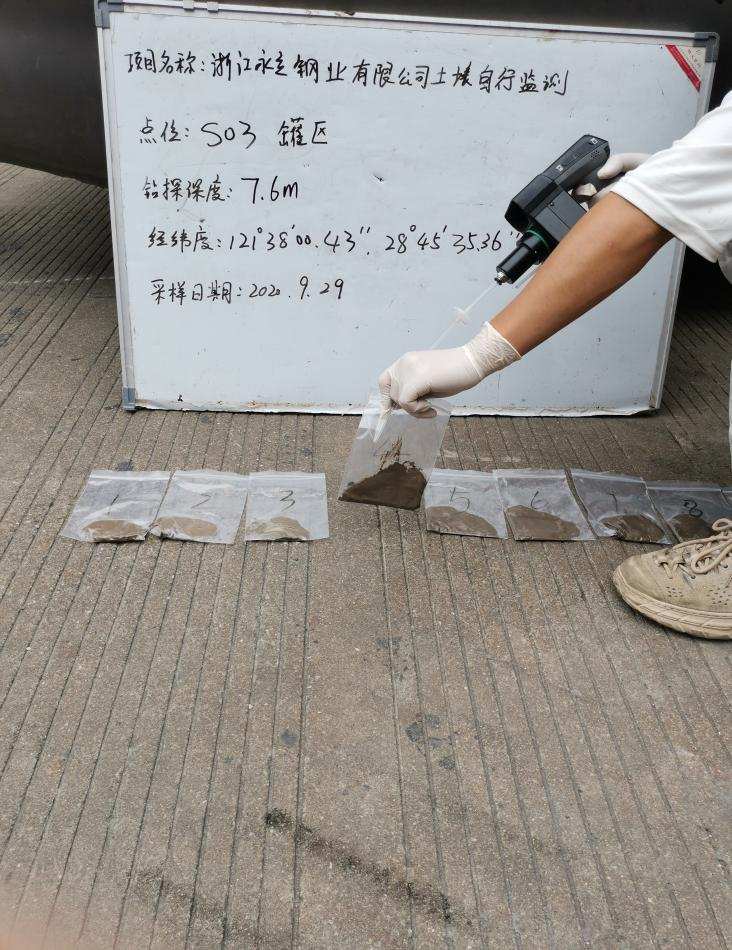 项目名称:浙江永立钢业有限公司土壤自行监测
点位:S03 罐区
钻探深度:7.6m
经纬度:121°38'00.43". 28°45'35.36"
采样日期:2020.9.29
1 2 3 5 6 7 8